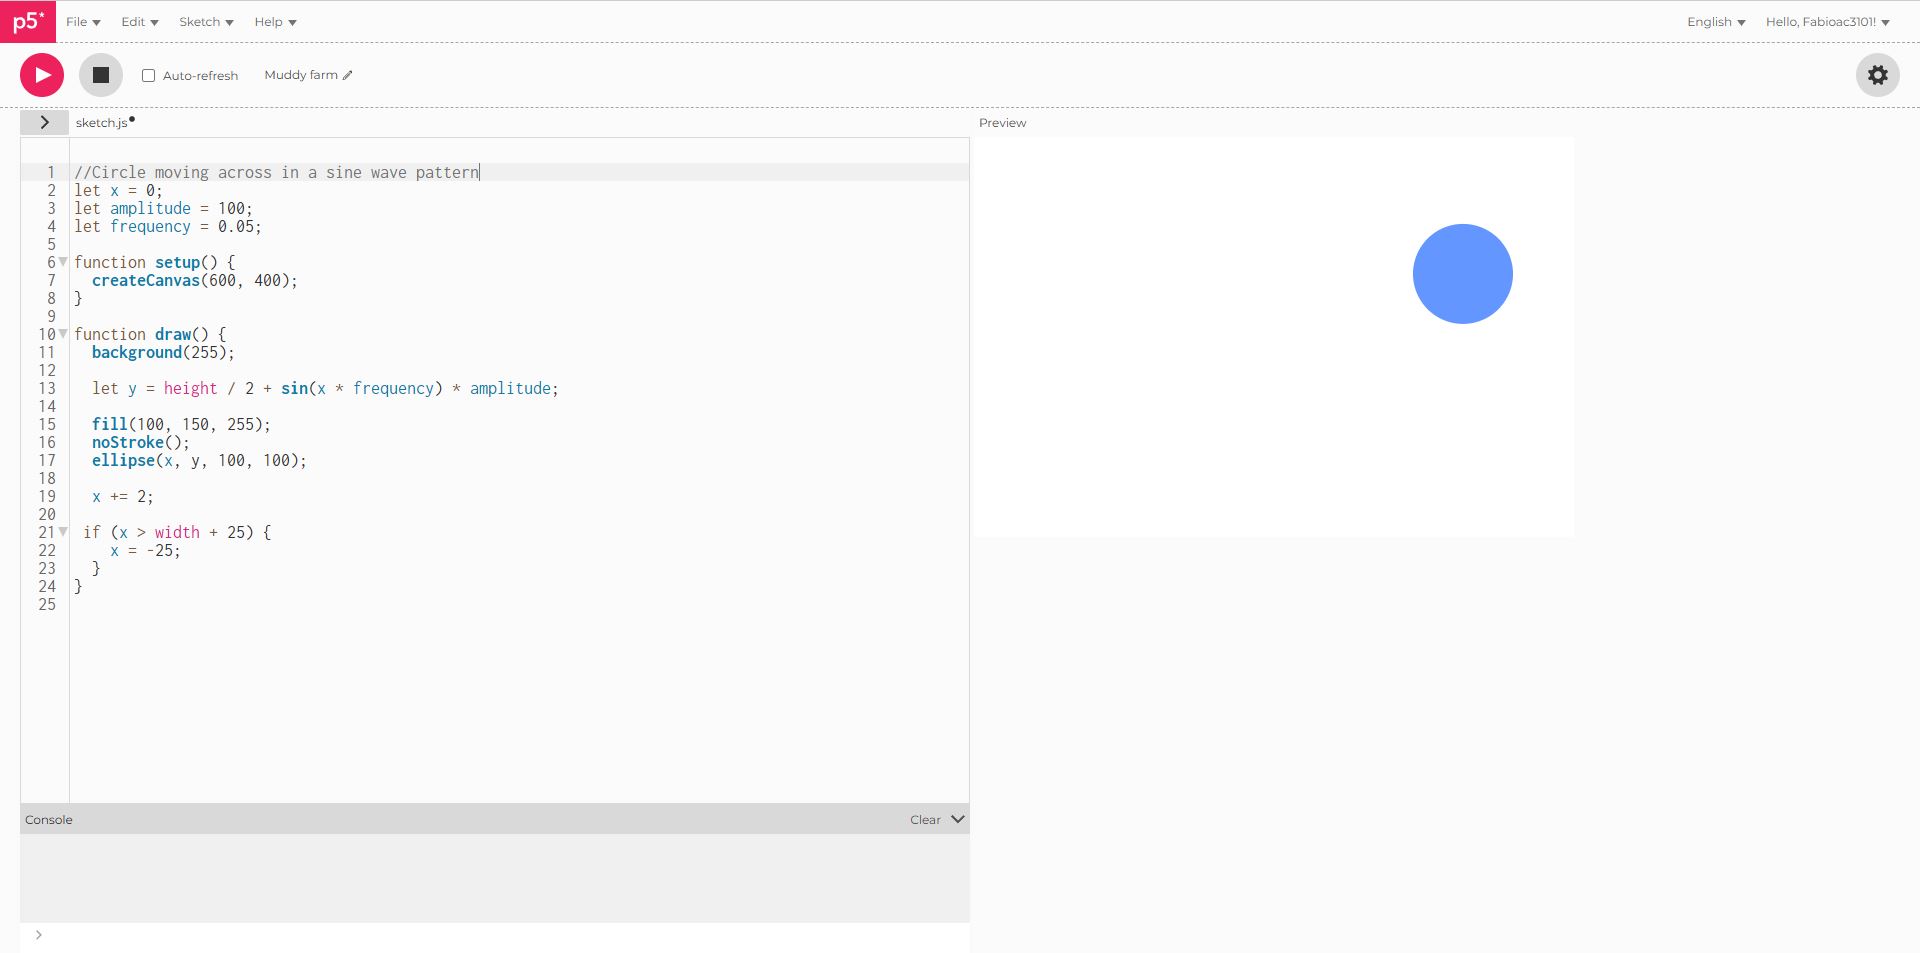 p5* File Edit Sketch Help English Hello, Fabioac3101!
Auto-refresh Muddy farm
sketch.js
Preview
1 //Circle moving across in a sine wave pattern
2 let x = 0;
3 let amplitude = 100;
4 let frequency = 0.05;
5
6 function setup() {
7   createCanvas(600, 400);
8 }
9
10 function draw() {
11   background(255);
12
13   let y = height / 2 + sin(x * frequency) * amplitude;
14
15   fill(100, 150, 255);
16   noStroke();
17   ellipse(x, y, 100, 100);
18
19   x += 2;
20
21  if (x > width + 25) {
22     x = -25;
23   }
24 }
25
Console Clear
>